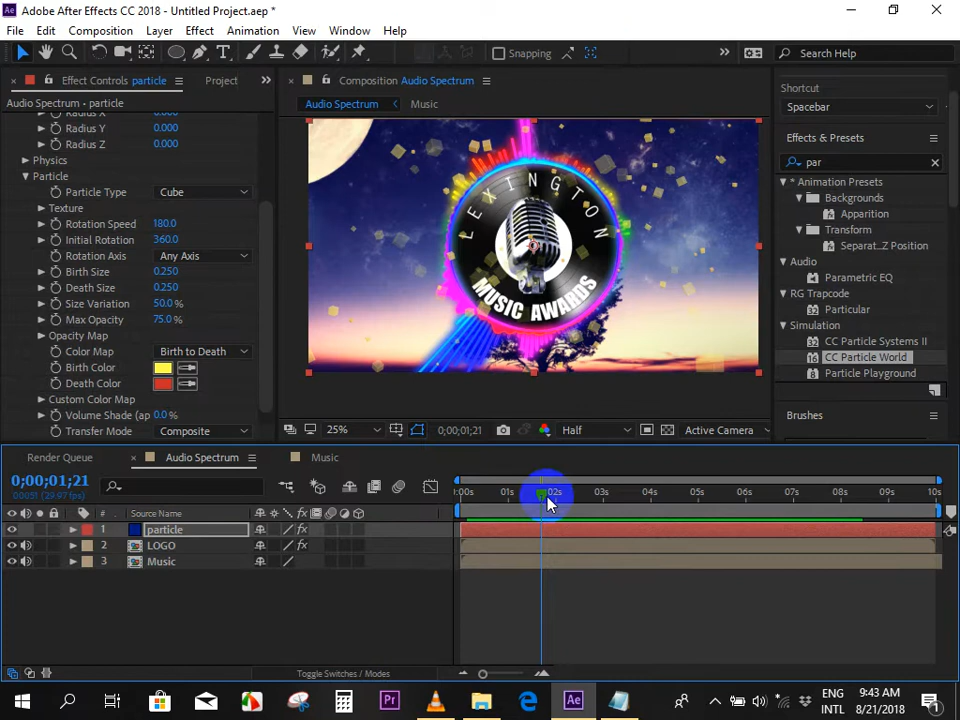 Adobe After Effects CC 2018 - Untitled Project.aep *
File Edit Composition Layer Effect Animation View Window Help
Snapping
Search Help
Effect Controls particle
Project
Composition Audio Spectrum
Shortcut
Audio Spectrum - particle
Audio Spectrum
Music
Spacebar
Radius Y 0.000
Radius Z 0.000
Effects & Presets
Physics
par
Particle
* Animation Presets
Particle Type Cube
Backgrounds
Texture
Apparition
Rotation Speed 180.0
Transform
Initial Rotation 360.0
Separat...Z Position
Rotation Axis Any Axis
Audio
Birth Size 0.250
Parametric EQ
Death Size 0.250
RG Trapcode
Size Variation 50.0 %
Particular
Max Opacity 75.0 %
Simulation
Opacity Map
CC Particle Systems II
Color Map Birth to Death
CC Particle World
Birth Color
Particle Playground
Death Color
Custom Color Map
Volume Shade (ap 0.0 %
Brushes
Transfer Mode Composite
LEXINGTON
MUSIC AWARDS
25%
0;00;01;21
Half
Active Camera
Render Queue
Audio Spectrum
Music
0;00;01;21
00051 (29.97 fps)
:00s 01s 02s 03s 04s 05s 06s 07s 08s 09s 10s
# Source Name
1 particle
2 LOGO
3 Music
Toggle Switches / Modes
ENG
INTL
9:43 AM
8/21/2018